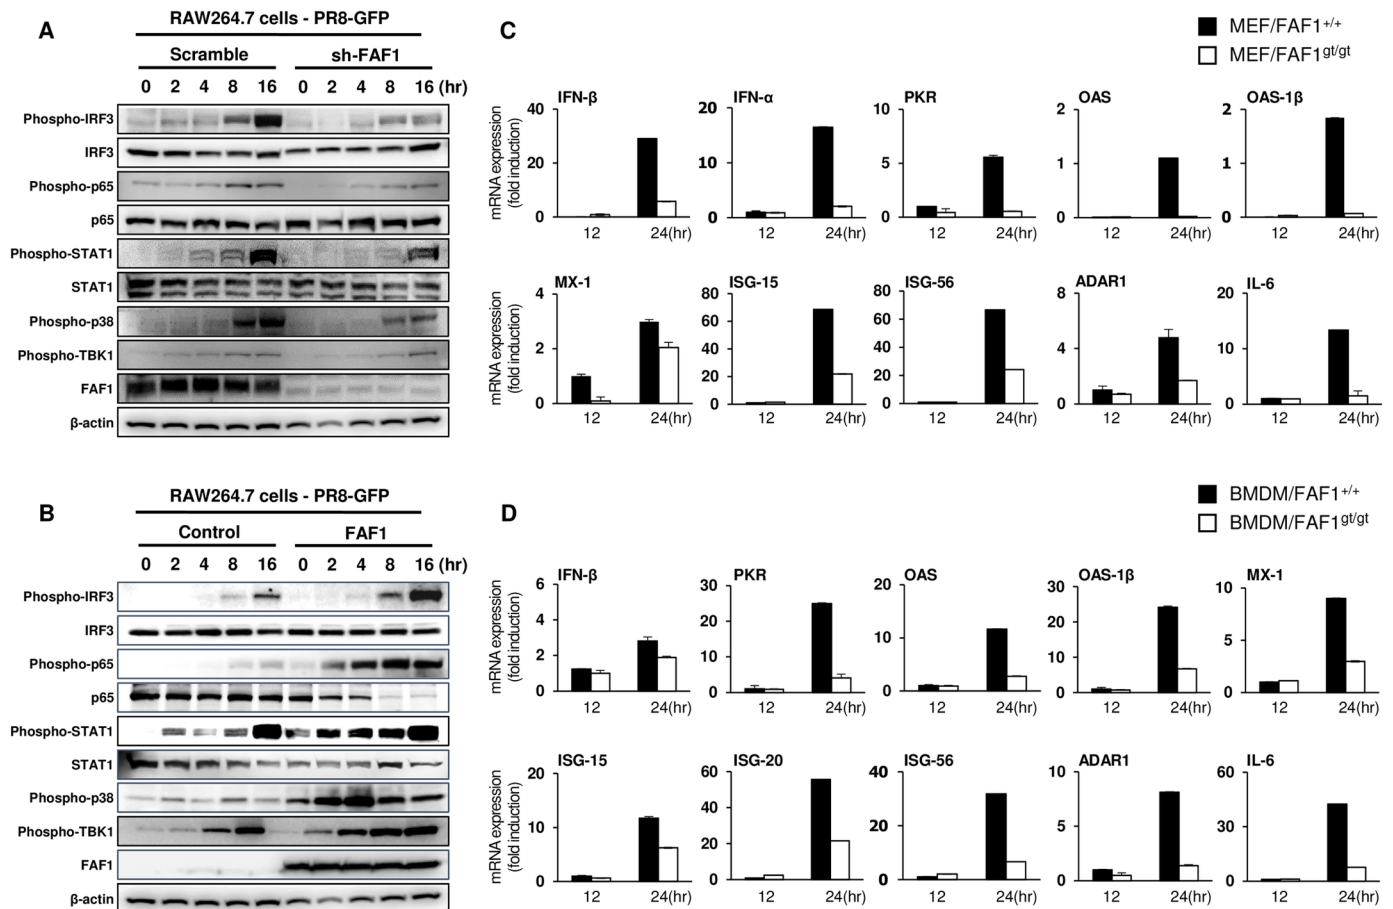 A
RAW264.7 cells - PR8-GFP
Scramble sh-FAF1
0 2 4 8 16 0 2 4 8 16 (hr)
Phospho-IRF3
IRF3
Phospho-p65
p65
Phospho-STAT1
STAT1
Phospho-p38
Phospho-TBK1
FAF1
β-actin
B
RAW264.7 cells - PR8-GFP
Control FAF1
0 2 4 8 16 0 2 4 8 16 (hr)
Phospho-IRF3
IRF3
Phospho-p65
p65
Phospho-STAT1
STAT1
Phospho-p38
Phospho-TBK1
FAF1
β-actin
C
MEF/FAF1+/+
MEF/FAF1gt/gt
mRNA expression
(fold induction)
IFN-β
40
20
0
12 24(hr)
IFN-α
20
10
0
12 24(hr)
PKR
10
5
0
12 24(hr)
OAS
2
1
0
12 24(hr)
OAS-1β
2
1
0
12 24(hr)
mRNA expression
(fold induction)
MX-1
4
2
0
12 24(hr)
ISG-15
80
60
40
20
0
12 24(hr)
ISG-56
80
60
40
20
0
12 24(hr)
ADAR1
8
4
0
12 24(hr)
IL-6
20
10
0
12 24(hr)
D
BMDM/FAF1+/+
BMDM/FAF1gt/gt
mRNA expression
(fold induction)
IFN-β
6
4
2
0
12 24(hr)
PKR
30
20
10
0
12 24(hr)
OAS
20
10
0
12 24(hr)
OAS-1β
30
20
10
0
12 24(hr)
MX-1
10
5
0
12 24(hr)
mRNA expression
(fold induction)
ISG-15
20
10
0
12 24(hr)
ISG-20
60
40
20
0
12 24(hr)
ISG-56
40
20
0
12 24(hr)
ADAR1
10
5
0
12 24(hr)
IL-6
60
30
0
12 24(hr)